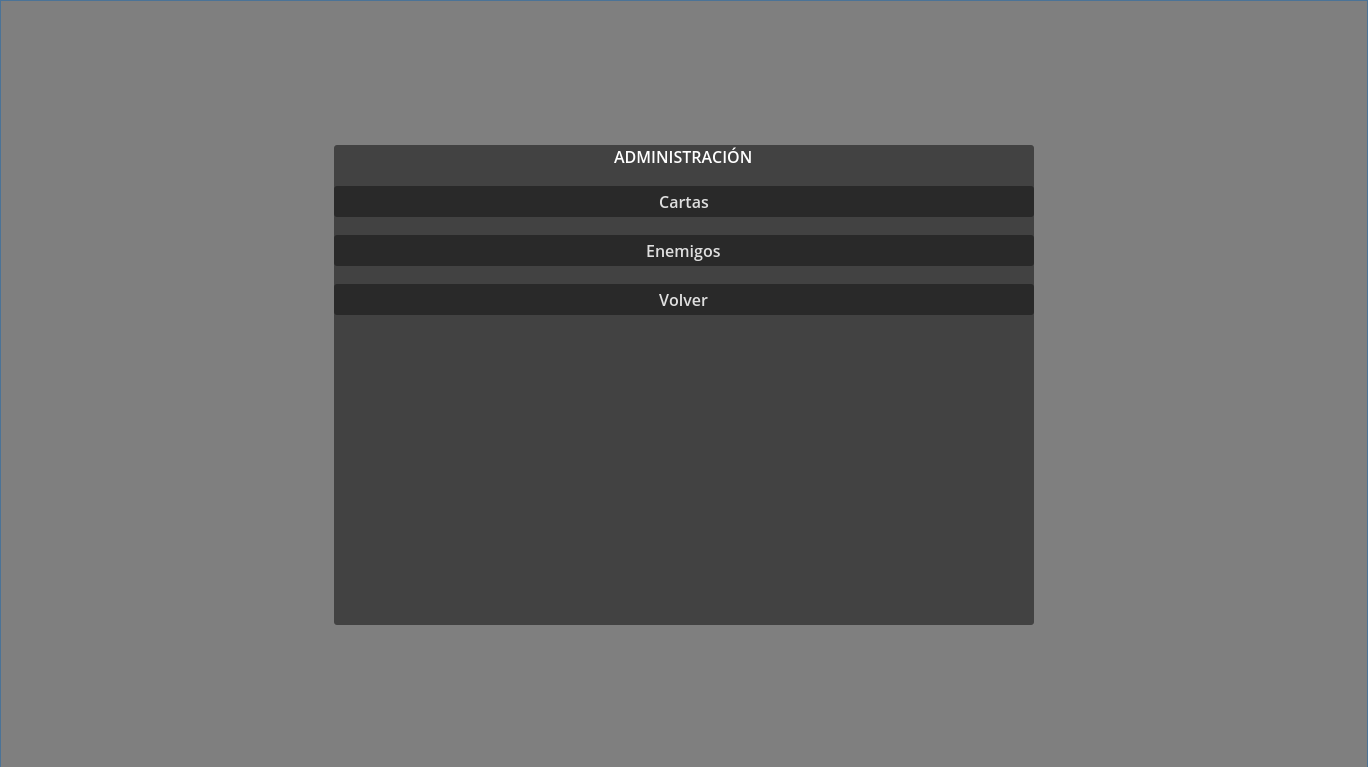 ADMINISTRACIÓN
Cartas
Enemigos
Volver